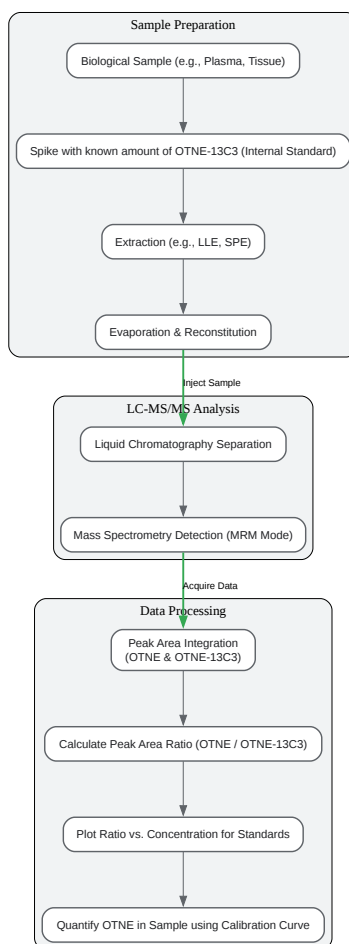 Sample Preparation
Biological Sample (e.g., Plasma, Tissue)
Spike with known amount of OTNE-13C3 (Internal Standard)
Extraction (e.g., LLE, SPE)
Evaporation & Reconstitution
Inject Sample
LC-MS/MS Analysis
Liquid Chromatography Separation
Mass Spectrometry Detection (MRM Mode)
Acquire Data
Data Processing
Peak Area Integration
(OTNE & OTNE-13C3)
Calculate Peak Area Ratio (OTNE / OTNE-13C3)
Plot Ratio vs. Concentration for Standards
Quantify OTNE in Sample using Calibration Curve